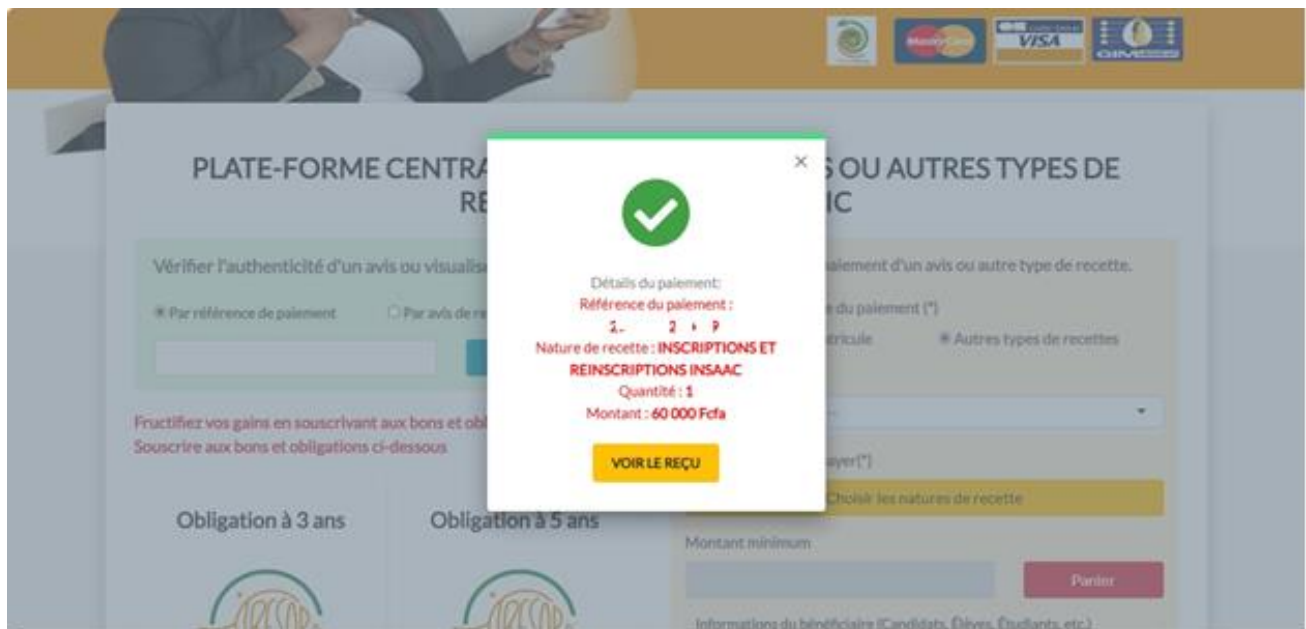 MasterCard
VISA
GIM
PLATE-FORME CENTRA
S OU AUTRES TYPES DE
RE
IC
×
Vérifier l'authenticité d'un avis ou visualis
paiement d'un avis ou autre type de recette.
Par référence de paiement
Par avis de re
du paiement (*)
tricule
Autres types de recettes
Détails du paiement:
Référence du paiement :
Nature de recette : INSCRIPTIONS ET
REINSCRIPTIONS INSAAC
Quantité : 1
Montant : 60 000 Fcfa
VOIR LE REÇU
Fructifiez vos gains en souscrivant aux bons et obl
Souscrire aux bons et obligations ci-dessous
ayer(*)
Choisir les natures de recette
Obligation à 3 ans
Obligation à 5 ans
Montant minimum
Panier
Informations du bénéficiaire (Candidats, Élèves, Étudiants, etc.)